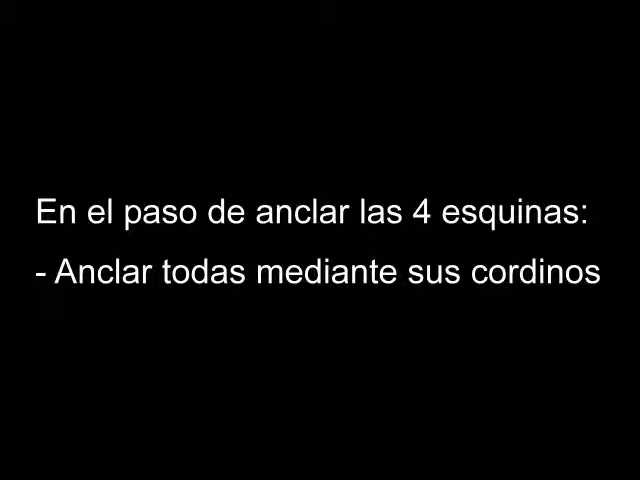 En el paso de anclar las 4 esquinas:
- Anclar todas mediante sus cordinos